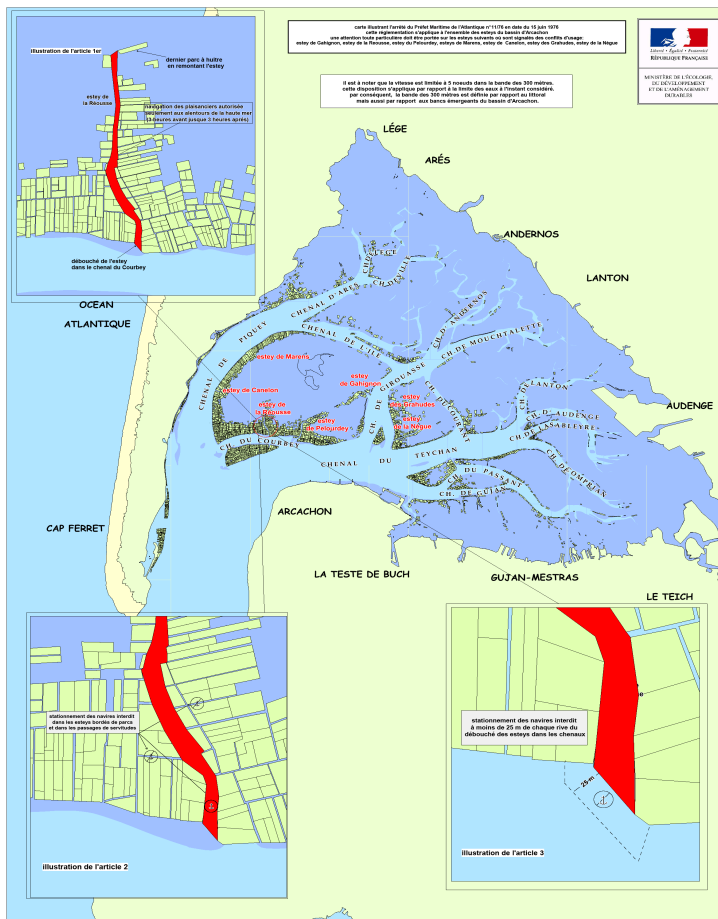 carte illustrant l'arrêté du Préfet Maritime de l'Atlantique n°11/76 en date du 15 juin 1976
cette réglementation s'applique à l'ensemble des esteys du bassin d'Arcachon
une attention toute particulière doit être portée sur les esteys suivants où sont signalés des conflits d'usage:
estey de Gahignon, estey de la Reousse, estey du Pelourdey, esteys de Marens, estey de Canelon, estey des Grahudes, estey de la Nègue
Liberté • Égalité • Fraternité
RÉPUBLIQUE FRANÇAISE
MINISTÈRE DE L'ÉCOLOGIE,
DU DÉVELOPPEMENT
ET DE L'AMÉNAGEMENT
DURABLES
il est à noter que la vitesse est limitée à 5 noeuds dans la bande des 300 mètres.
cette disposition s'applique par rapport à la limite des eaux à l'instant considéré.
par conséquent, la bande des 300 mètres est définie par rapport au littoral
mais aussi par rapport aux bancs émergeants du bassin d'Arcachon.
illustration de l'article 1er
dernier parc à huître
en remontant l'estey
estey de
la Réousse
navigation des plaisanciers autorisée
seulement aux alentours de la haute mer
(3 heures avant jusque 3 heures après)
débouché de l'estey
dans le chenal du Courbey
LÉGE
ARÉS
ANDERNOS
LANTON
AUDENGE
OCEAN
ATLANTIQUE
CHENAL DE PIQUEY
CHENAL D'ARES
CH. DE LEGE
CH. DEVILLE
CHENAL DE L'ILE
CH. D'ANDERNOS
CH. DE MOUCHTALETTE
CH. DE GIROUASSE
estey de Marens
estey
de Gahignon
estey de Canelon
estey de
la Réousse
estey
le Pelourdey
estey
des Grahudes
estey
de la Nègue
CH. DU COURBEY
CHENAL DU TEYCHAN
CH. DE LANTON
CH. D'AUDENGE
CH. DU PASSANT
CH. DE GUJAN
CAP FERRET
ARCACHON
LA TESTE DE BUCH
GUJAN-MESTRAS
LE TEICH
stationnement des navires interdit
dans les esteys bordés de parcs
et dans les passages de servitudes
illustration de l'article 2
stationnement des navires interdit
à moins de 25 m de chaque rive du
débouché des esteys dans les chenaux
25 m
illustration de l'article 3